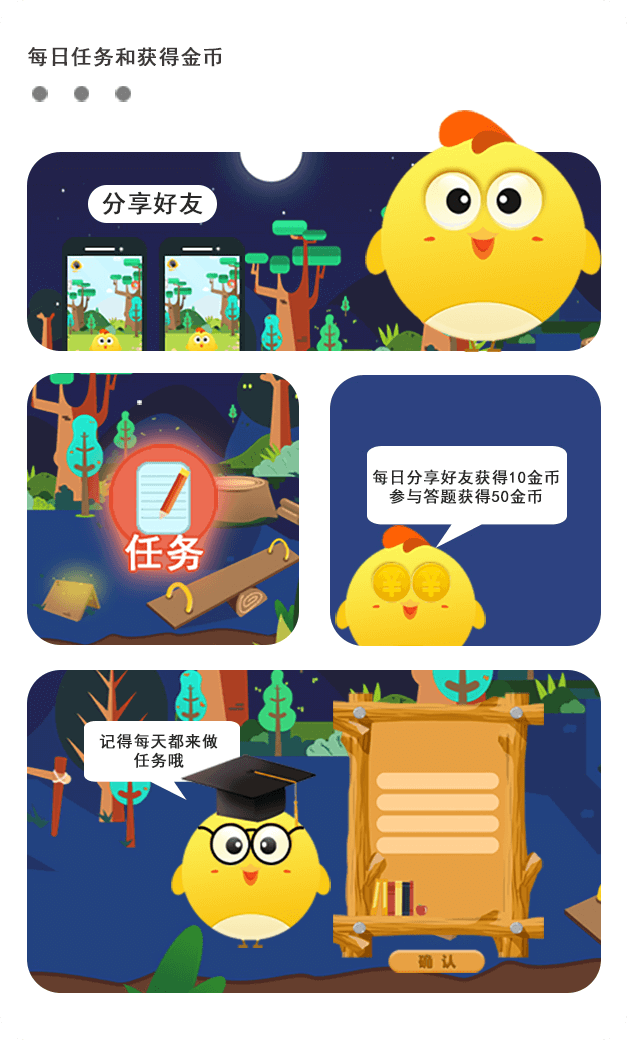 每日任务和获得金币
分享好友
任务
每日分享好友获得10金币
参与答题获得50金币
记得每天都来做
任务哦
确认